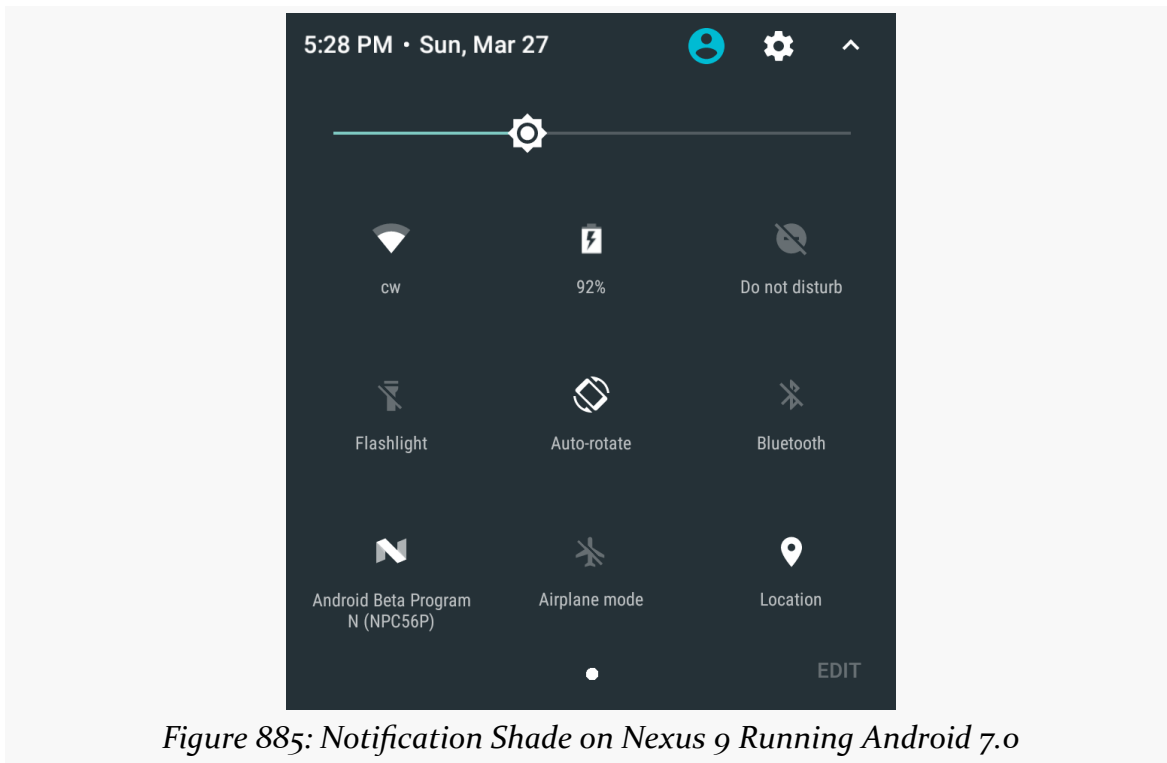 5:28 PM • Sun, Mar 27
cw
92%
Do not disturb
Flashlight
Auto-rotate
Bluetooth
Android Beta Program
N (NPC56P)
Airplane mode
Location
EDIT
Figure 885: Notification Shade on Nexus 9 Running Android 7.0